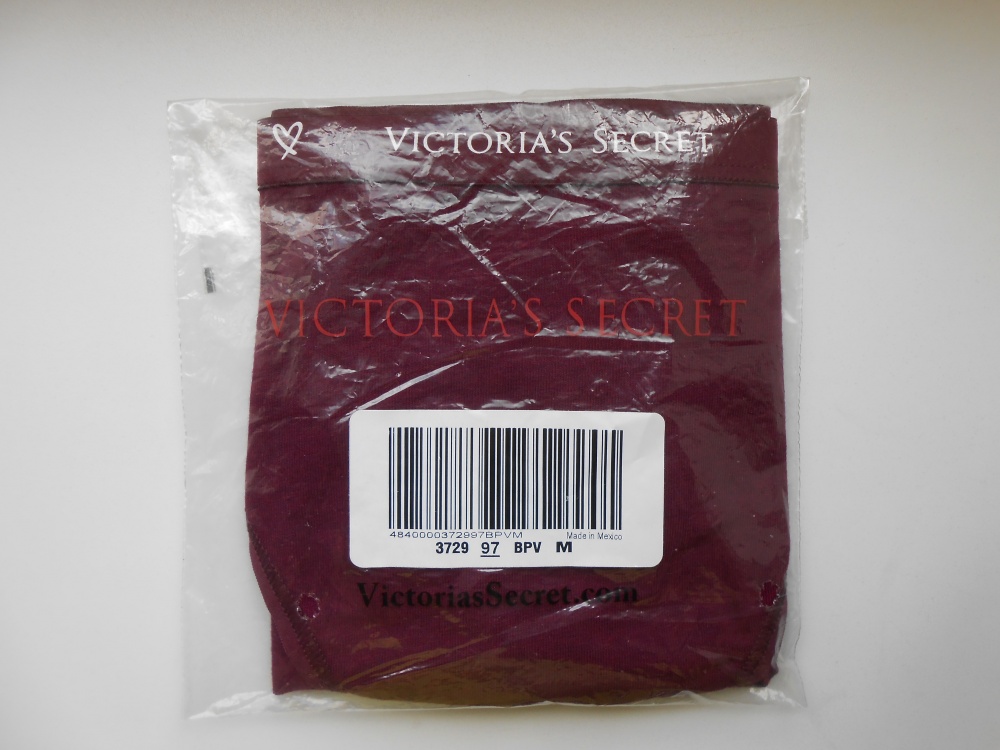 VICTORIA'S SECRET
VICTORIA'S SECRET
4840000372997BPVM Made in Mexico
3729 97 BPV M
VictoriasSecret.com